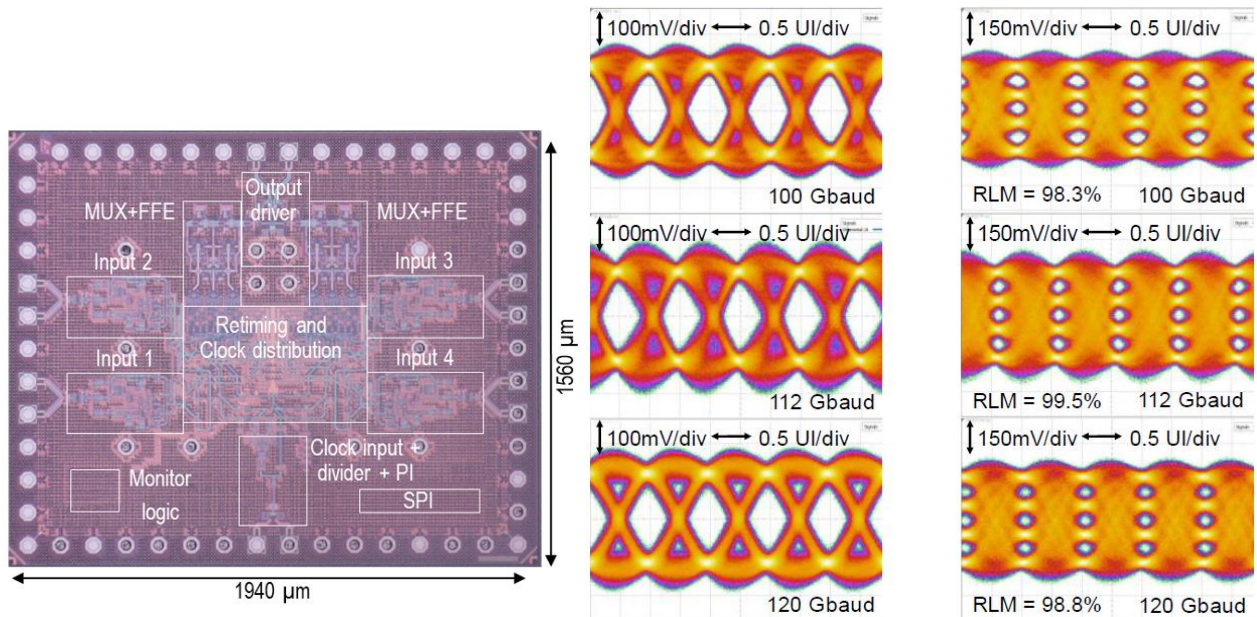 Output
driver
MUX+FFE
MUX+FFE
Input 2
Input 3
Retiming and
Clock distribution
Input 1
Input 4
Clock input +
divider + PI
Monitor
logic
SPI
1560 µm
1940 µm
100mV/div 0.5 UI/div
100 Gbaud
100mV/div 0.5 UI/div
112 Gbaud
100mV/div 0.5 UI/div
120 Gbaud
150mV/div 0.5 UI/div
RLM = 98.3% 100 Gbaud
150mV/div 0.5 UI/div
RLM = 99.5% 112 Gbaud
150mV/div 0.5 UI/div
RLM = 98.8% 120 Gbaud